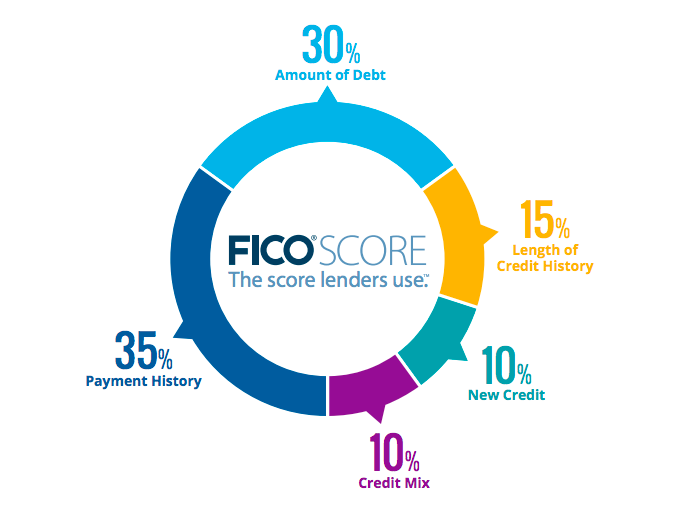 30%
Amount of Debt
15%
Length of
Credit History
FICO® SCORE
The score lenders use.™
35%
Payment History
10%
New Credit
10%
Credit Mix